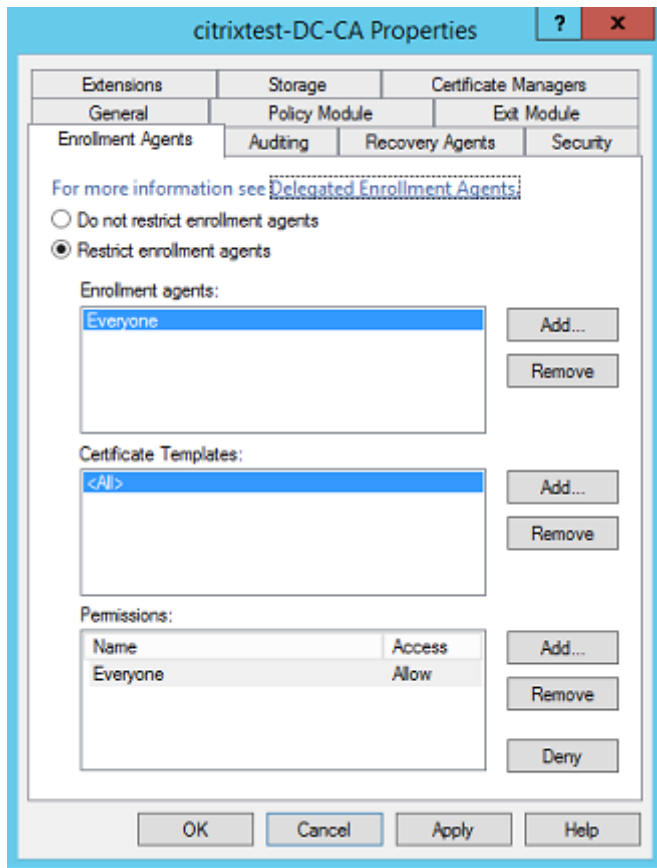 citrixtest-DC-CA Properties
? x
Extensions Storage Certificate Managers
General Policy Module Exit Module
Enrollment Agents Auditing Recovery Agents Security
For more information see Delegated Enrollment Agents.
Do not restrict enrollment agents
Restrict enrollment agents
Enrollment agents:
Everyone
Add...
Remove
Certificate Templates:
<All>
Add...
Remove
Permissions:
Name Access
Everyone Allow
Add...
Remove
Deny
OK Cancel Apply Help